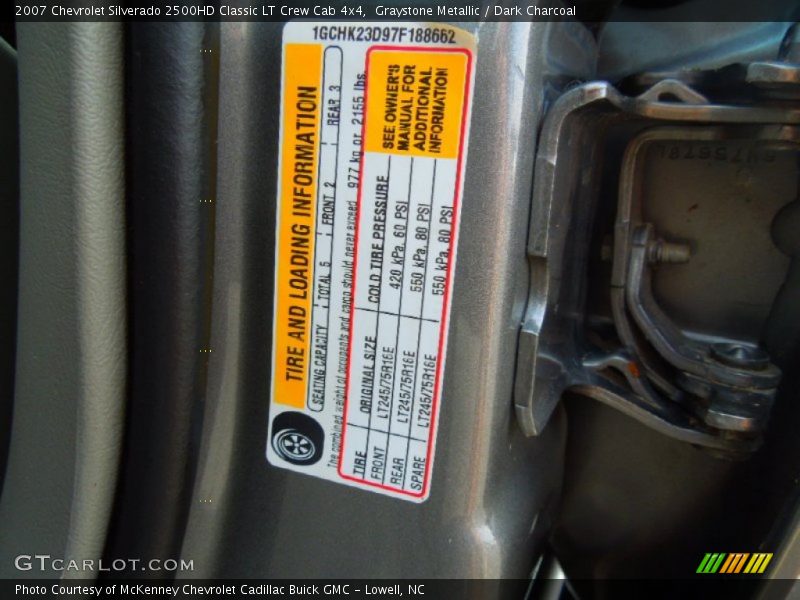 2007 Chevrolet Silverado 2500HD Classic LT Crew Cab 4x4,  Graystone Metallic / Dark Charcoal
1GCHK23D97F188662
TIRE AND LOADING INFORMATION
SEATING CAPACITY TOTAL 5 FRONT 2 REAR 3
The combined weight of occupants and cargo should never exceed 977 kg or 2155 lbs.
TIRE ORIGINAL SIZE COLD TIRE PRESSURE
FRONT LT245/75R16E 420 kPa, 60 PSI
REAR LT245/75R16E 550 kPa, 80 PSI
SPARE LT245/75R16E 550 kPa, 80 PSI
SEE OWNER'S
MANUAL FOR
ADDITIONAL
INFORMATION
GTCARLOT.COM
Photo Courtesy of McKenney Chevrolet Cadillac Buick GMC - Lowell, NC